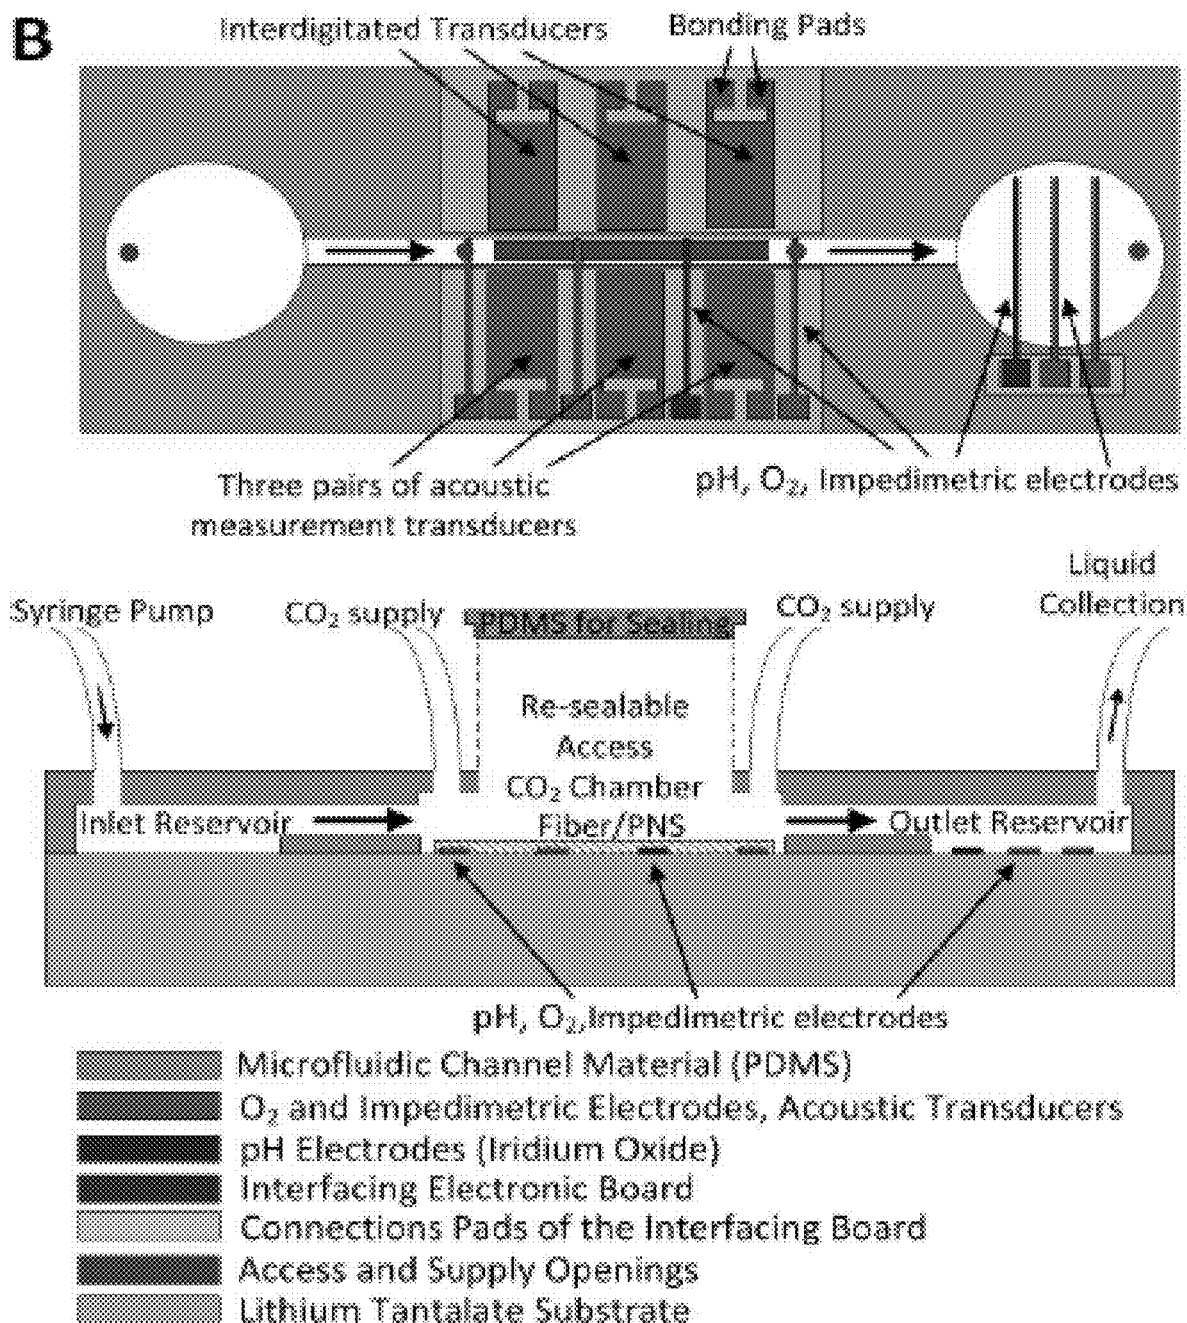 B
Interdigitated Transducers
Bonding Pads
Three pairs of acoustic
measurement transducers
pH, O₂, Impedimetric electrodes
Syringe Pump
CO₂ supply
PDMS for Sealing
CO₂ supply
Liquid
Collection
Re-sealable
Access
CO₂ Chamber
Fiber/PNS
Inlet Reservoir
Outlet Reservoir
pH, O₂,Impedimetric electrodes
Microfluidic Channel Material (PDMS)
O₂ and Impedimetric Electrodes, Acoustic Transducers
pH Electrodes (Iridium Oxide)
Interfacing Electronic Board
Connections Pads of the Interfacing Board
Access and Supply Openings
Lithium Tantalate Substrate